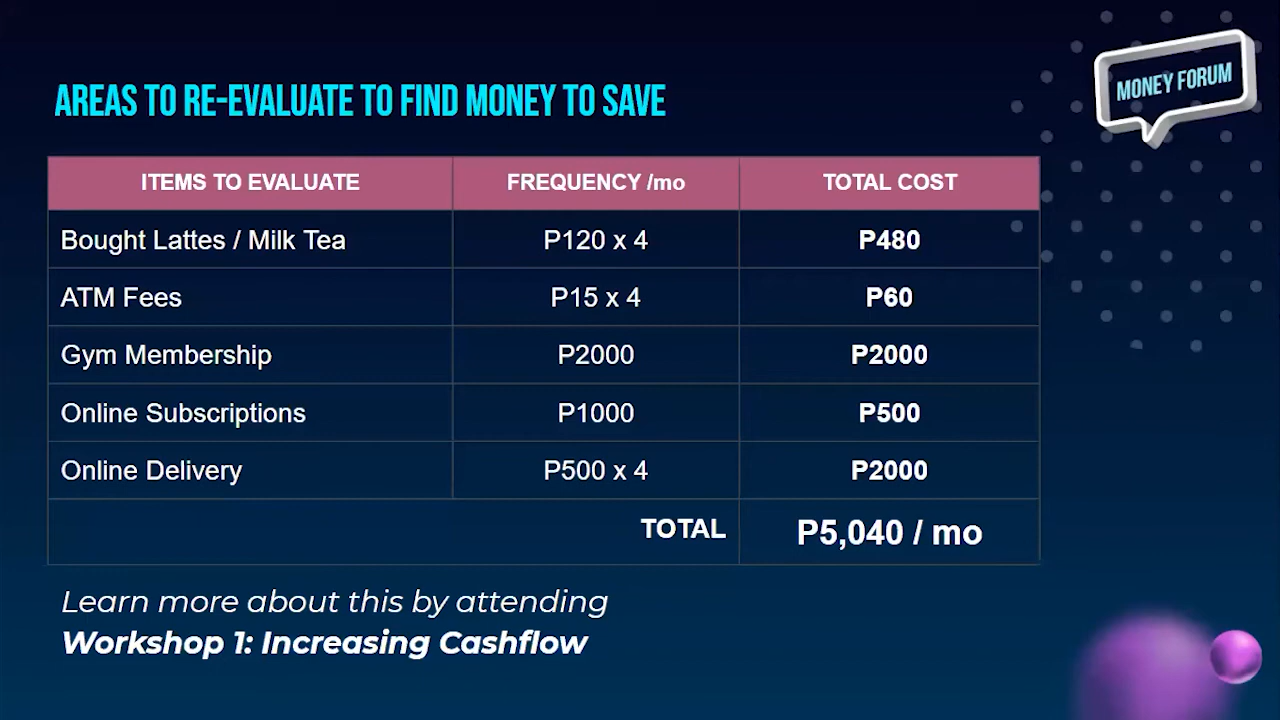 MONEY FORUM
AREAS TO RE-EVALUATE TO FIND MONEY TO SAVE
ITEMS TO EVALUATE FREQUENCY /mo TOTAL COST
Bought Lattes / Milk Tea P120 x 4 P480
ATM Fees P15 x 4 P60
Gym Membership P2000 P2000
Online Subscriptions P1000 P500
Online Delivery P500 x 4 P2000
TOTAL P5,040 / mo
Learn more about this by attending
Workshop 1: Increasing Cashflow